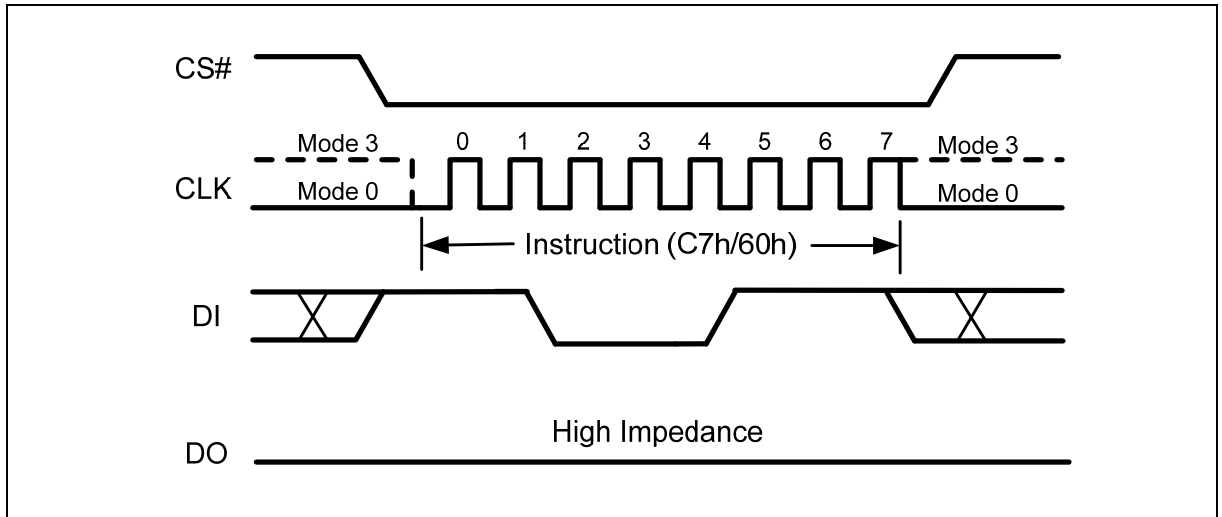 CS#
Mode 3 0 1 2 3 4 5 6 7 Mode 3
CLK Mode 0 Mode 0
Instruction (C7h/60h)
DI
High Impedance
DO